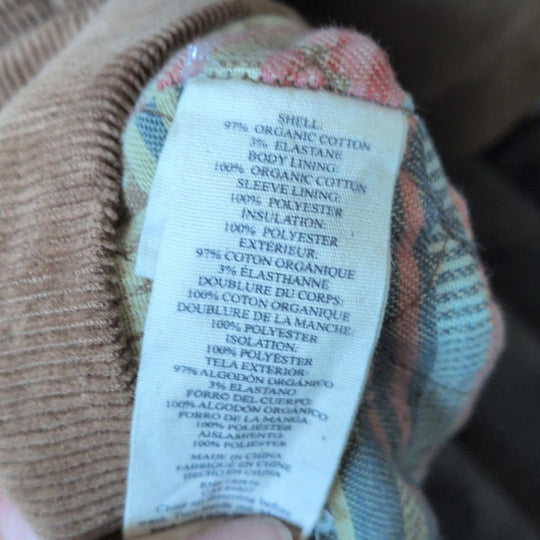 SHELL:
97% ORGANIC COTTON
3% ELASTANE
BODY LINING:
100% ORGANIC COTTON
SLEEVE LINING:
100% POLYESTER
INSULATION:
100% POLYESTER
EXTÉRIEUR:
97% COTON ORGANIQUE
3% ÉLASTHANNE
DOUBLURE DU CORPS:
100% COTON ORGANIQUE
DOUBLURE DE LA MANCHE:
100% POLYESTER
ISOLATION:
100% POLYESTER
TELA EXTERIOR:
97% ALGODÓN ORGÁNICO
3% ELASTANO
FORRO DEL CUERPO:
100% ALGODÓN ORGÁNICO
FORRO DE LA MANGA:
100% POLIÉSTER
AISLAMIENTO:
100% POLIÉSTER
MADE IN CHINA
FABRIQUÉ EN CHINE
HECHO EN CHINA
before